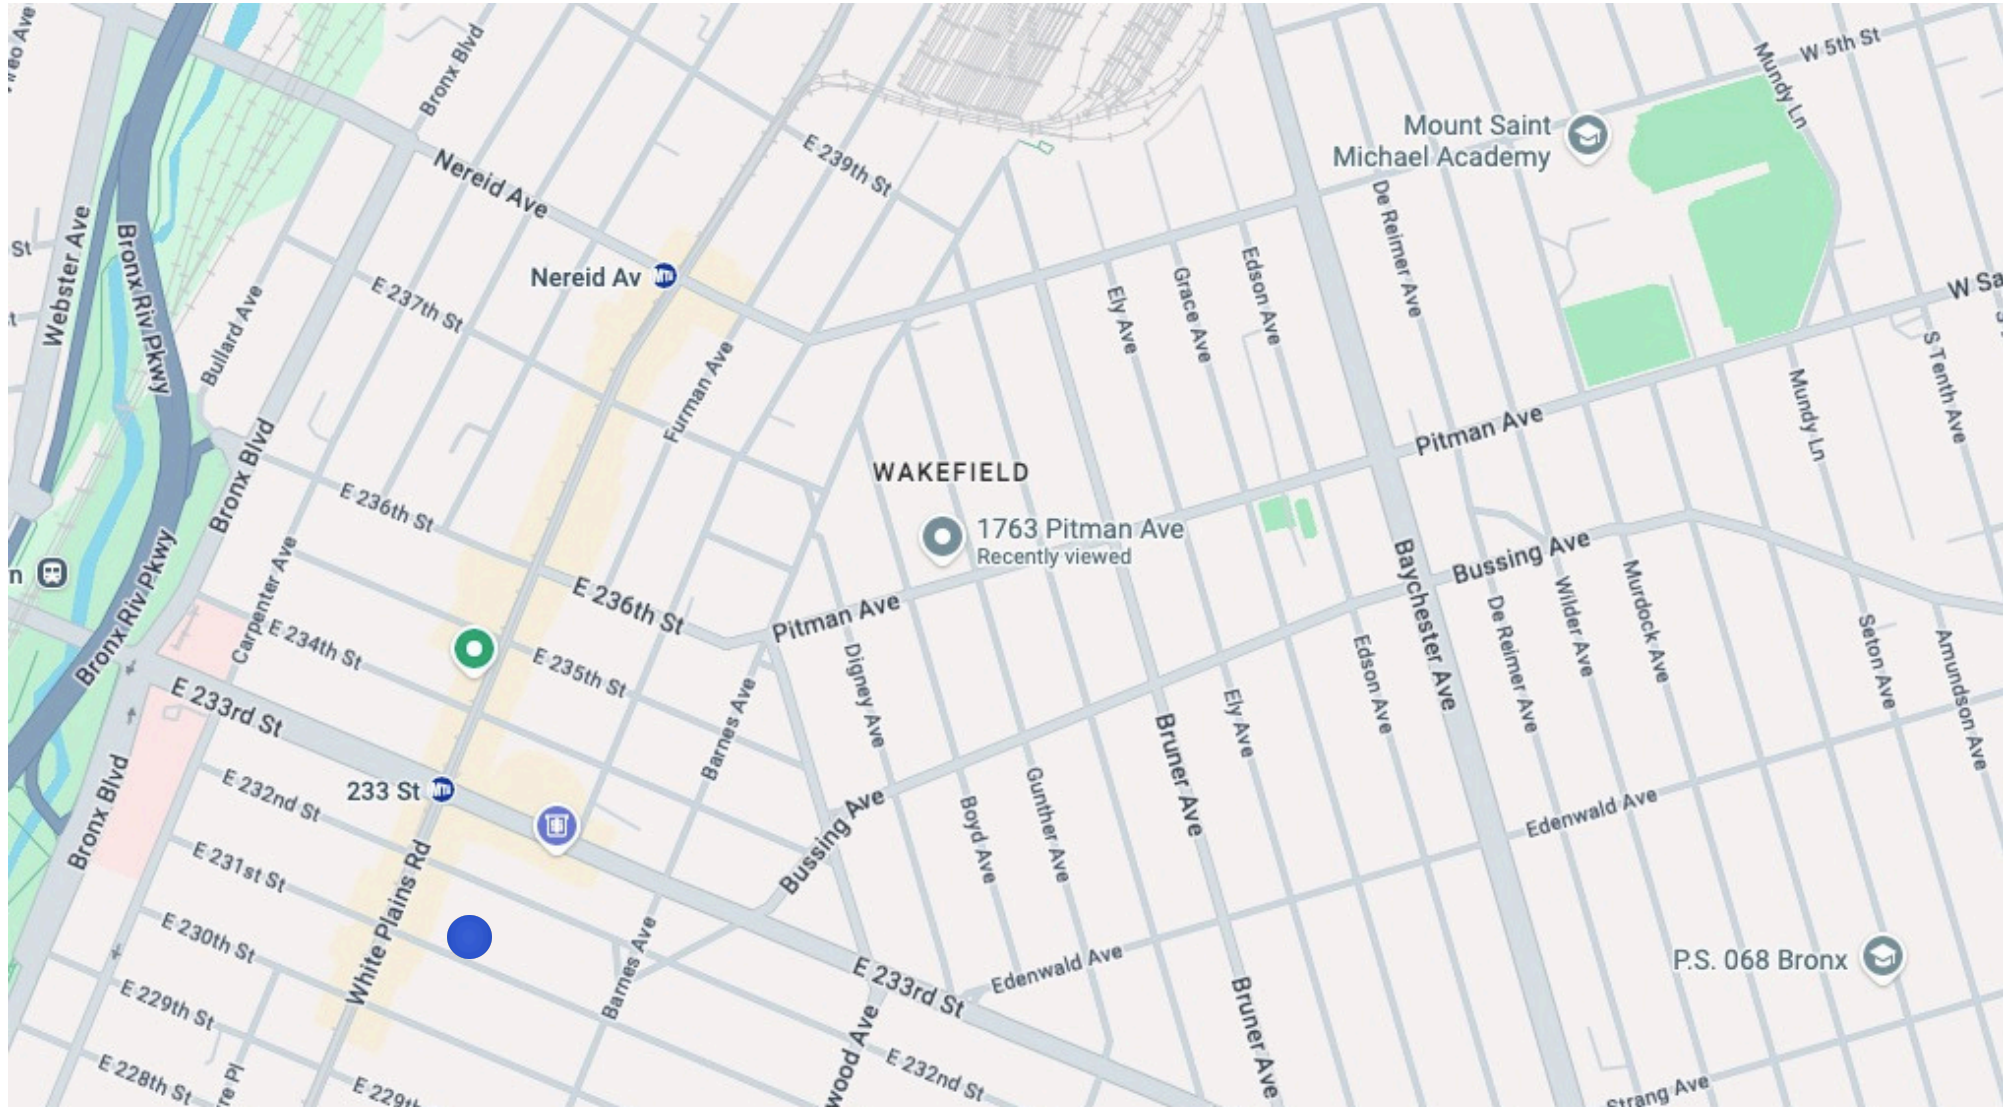 W 5th St
Mundy Ln
Bronx Blvd
Mount Saint
Michael Academy
E 239th St
Nereid Ave
De Reimer Ave
St
Webster Ave
Bronx Riv Pkwy
Nereid Av
Edson Ave
Grace Ave
Ely Ave
E 237th St
Bullard Ave
Furman Ave
S Tenth Ave
Mundy Ln
Pitman Ave
WAKEFIELD
Bronx Blvd
E 236th St
1763 Pitman Ave
Recently viewed
Bussing Ave
Baychester Ave
Carpenter Ave
Bronx Riv Pkwy
E 236th St
Pitman Ave
De Reimer Ave
Wilder Ave
Murdock Ave
Seton Ave
Amundson Ave
E 234th St
E 235th St
Digney Ave
Edson Ave
Ely Ave
E 233rd St
Barnes Ave
Bruner Ave
233 St
E 232nd St
Bronx Blvd
Bussing Ave
Gunther Ave
Boyd Ave
Edenwald Ave
E 231st St
White Plains Rd
E 230th St
Barnes Ave
E 233rd St
Edenwald Ave
P.S. 068 Bronx
E 229th St
Bruner Ave
wood Ave
E 232nd St
E 228th St
re Pl
E 229th
Strang Ave